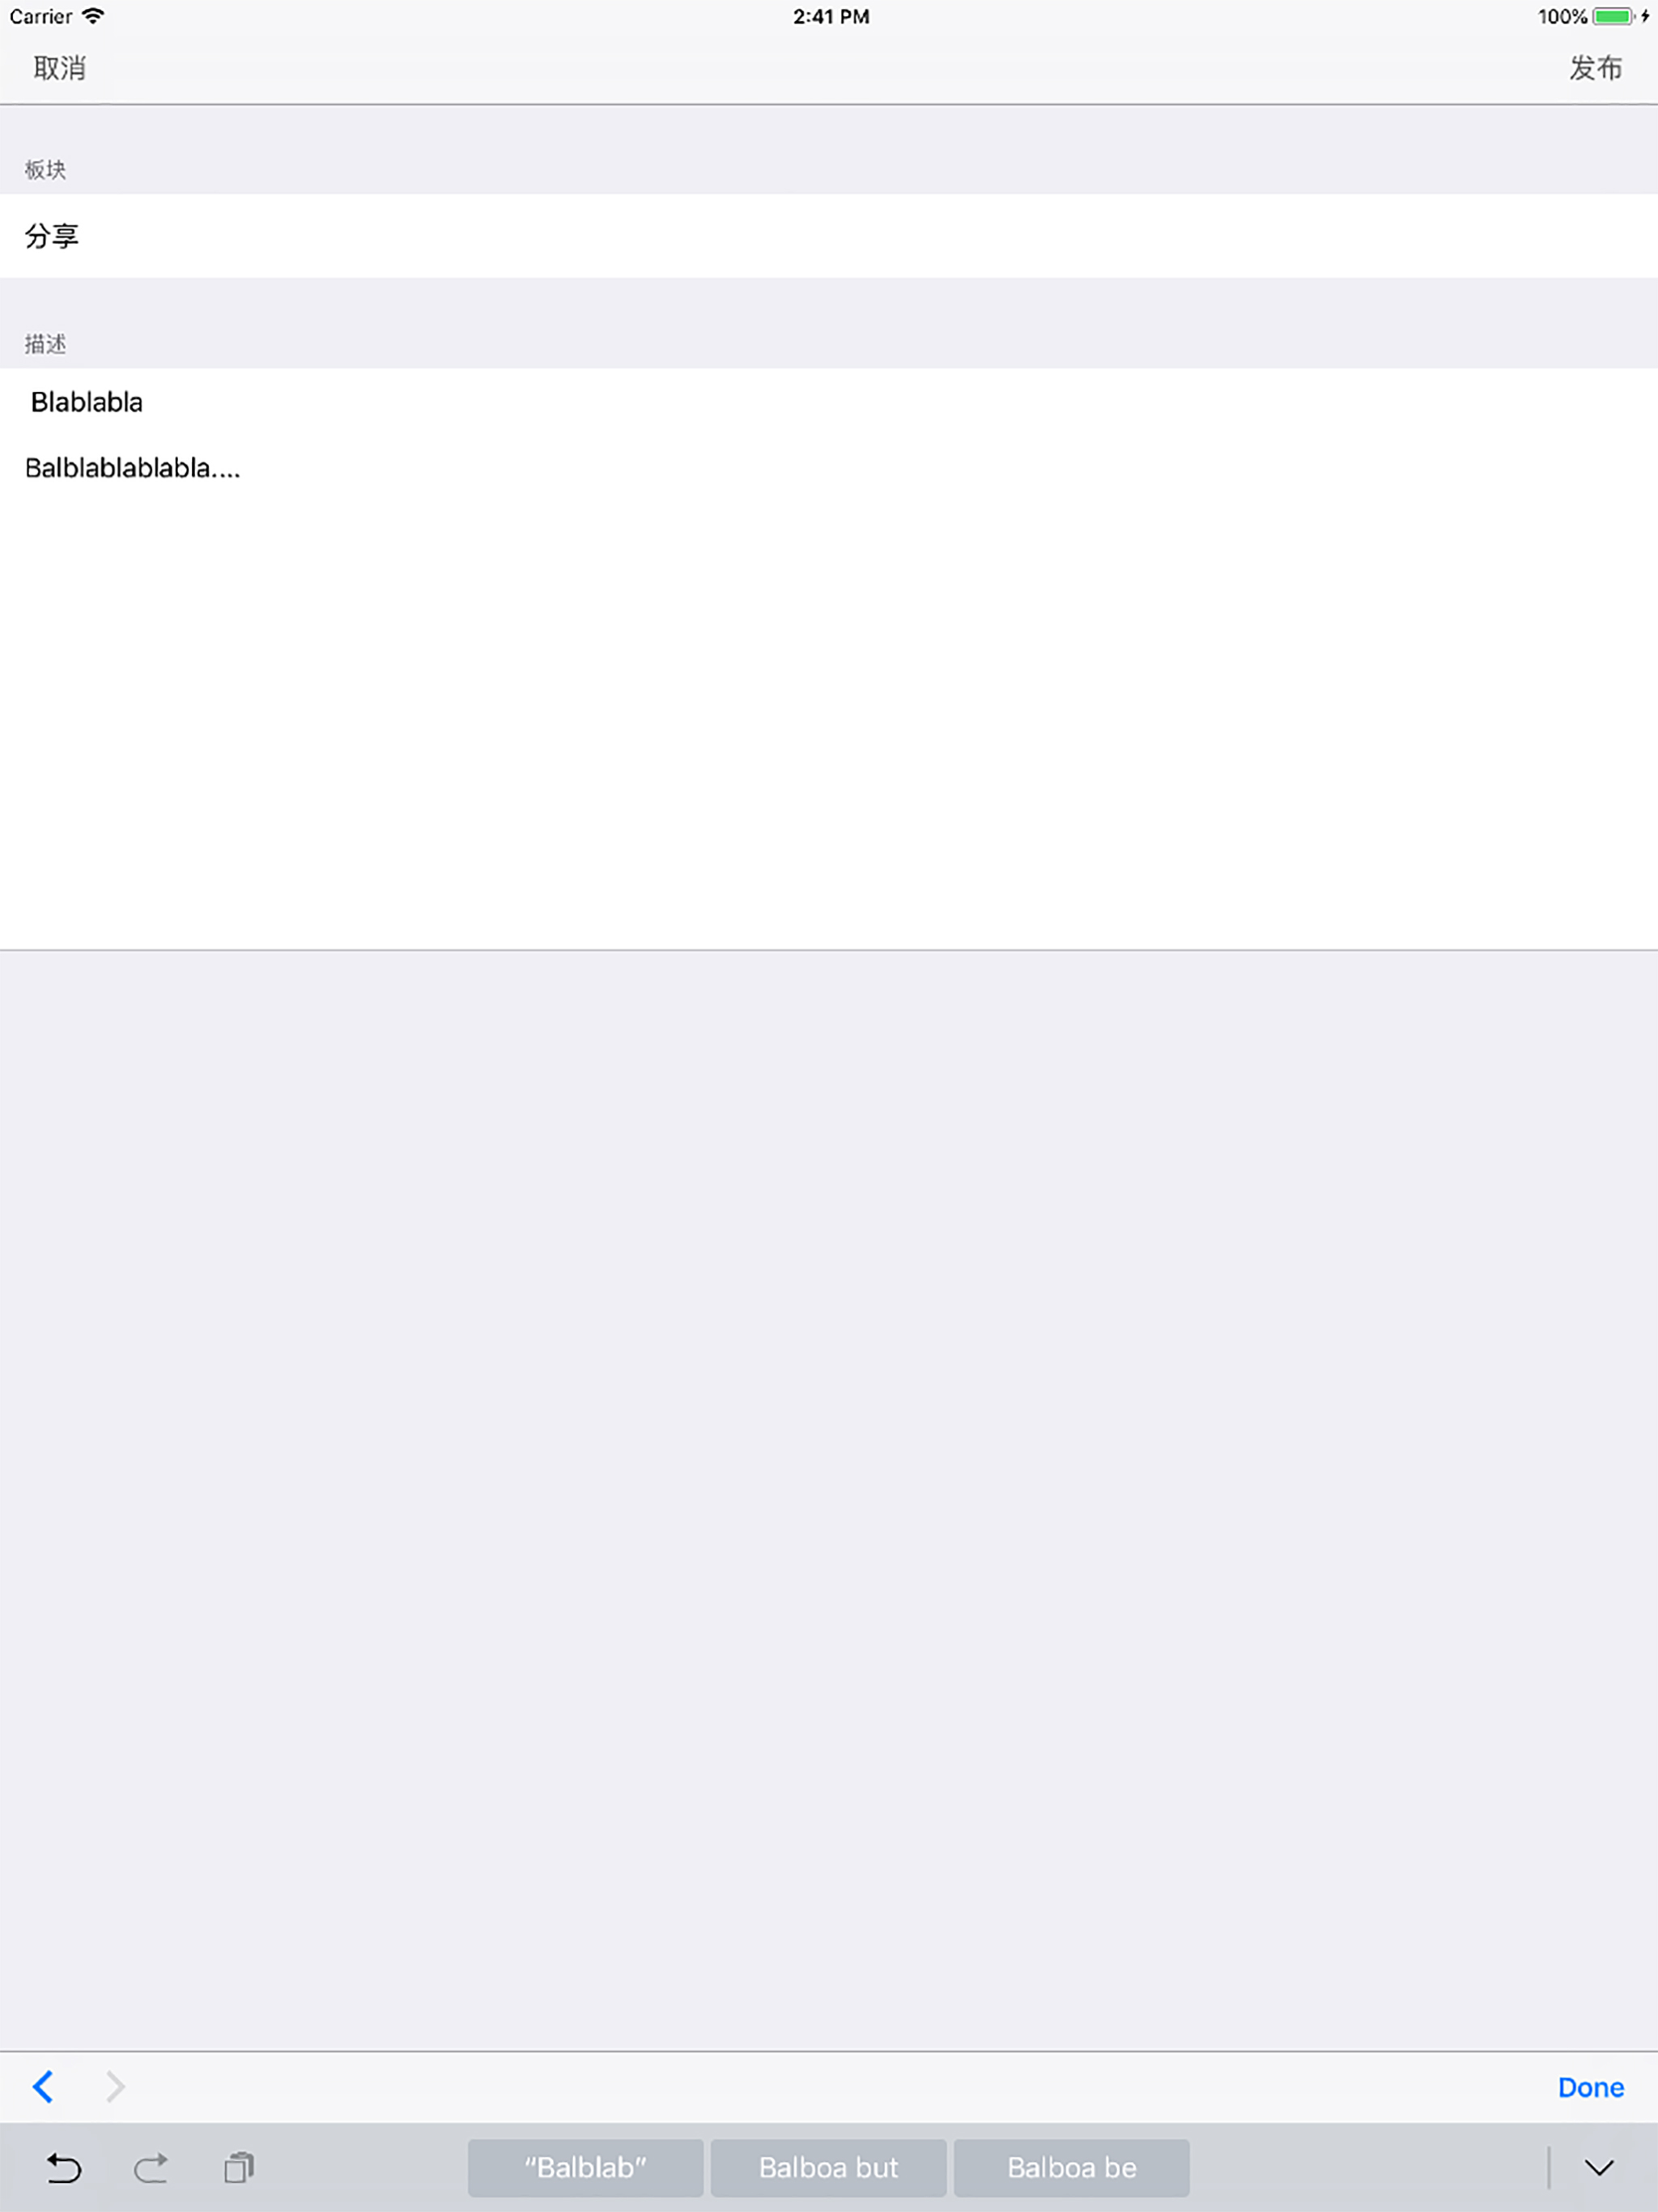 Carrier 2:41 PM 100%
取消 发布
板块
分享
描述
Blablabla
Balblablablabla....
Done
“Balblab” Balboa but Balboa be